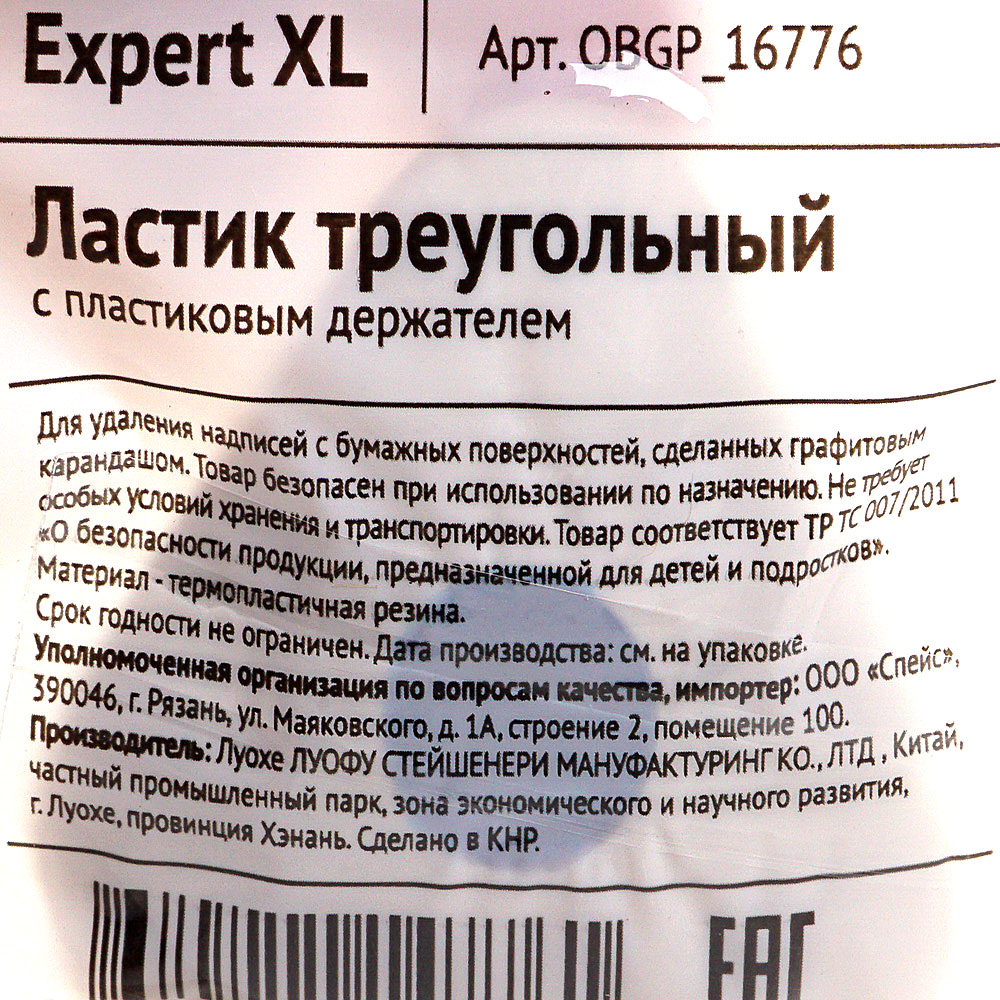 Expert XL
Арт. OBGP_16776
Ластик треугольный
с пластиковым держателем
Для удаления надписей с бумажных поверхностей, сделанных графитовым
карандашом. Товар безопасен при использовании по назначению. Не требует
особых условий хранения и транспортировки. Товар соответствует ТР ТС 007/2011
«О безопасности продукции, предназначенной для детей и подростков».
Материал - термопластичная резина.
Срок годности не ограничен. Дата производства: см. на упаковке.
Уполномоченная организация по вопросам качества, импортер: ООО «Спейс»,
390046, г. Рязань, ул. Маяковского, д. 1А, строение 2, помещение 100.
Производитель: Луохе ЛУОФУ СТЕЙШЕНЕРИ МАНУФАКТУРИНГ КО., ЛТД , Китай,
частный промышленный парк, зона экономического и научного развития,
г. Луохе, провинция Хэнань. Сделано в КНР.
EAC